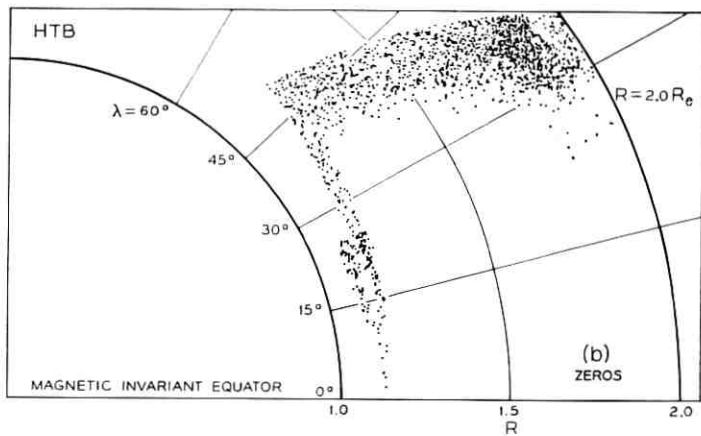 HTB
λ = 60°
R = 2.0 Re
45°
30°
15°
(b)
ZEROS
MAGNETIC INVARIANT EQUATOR 0°
1.0 1.5 2.0
R